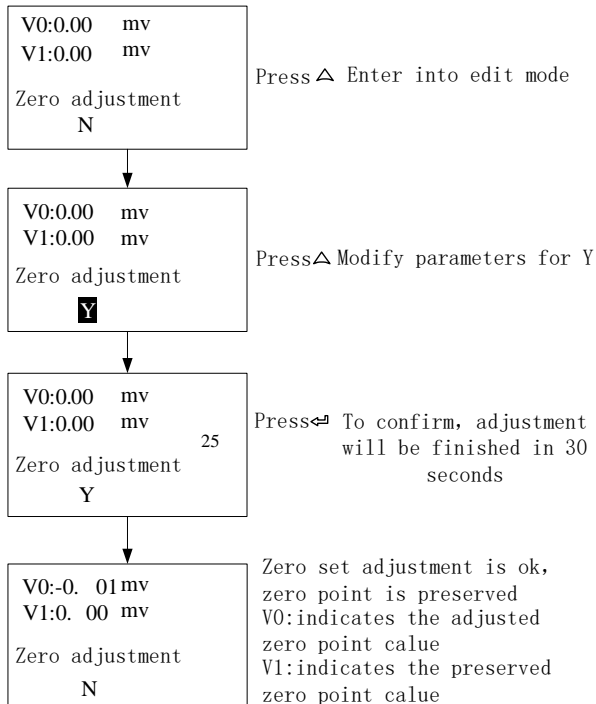 V0:0.00 mv
V1:0.00 mv
Zero adjustment
N
Press △ Enter into edit mode
V0:0.00 mv
V1:0.00 mv
Zero adjustment
Y
Press△ Modify parameters for Y
V0:0.00 mv
V1:0.00 mv
25
Zero adjustment
Y
Press⏎ To confirm, adjustment
will be finished in 30
seconds
V0:-0. 01mv
V1:0. 00 mv
Zero adjustment
N
Zero set adjustment is ok,
zero point is preserved
V0:indicates the adjusted
zero point calue
V1:indicates the preserved
zero point calue